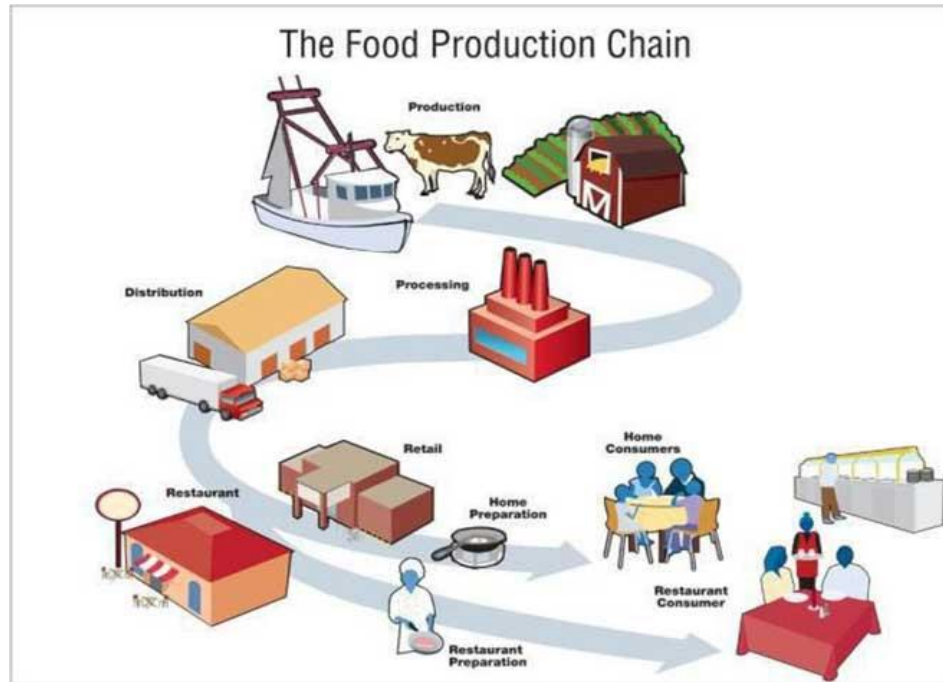 The Food Production Chain
Production
Processing
Distribution
Retail
Restaurant
Home
Preparation
Home
Consumers
Restaurant
Preparation
Restaurant
Consumer